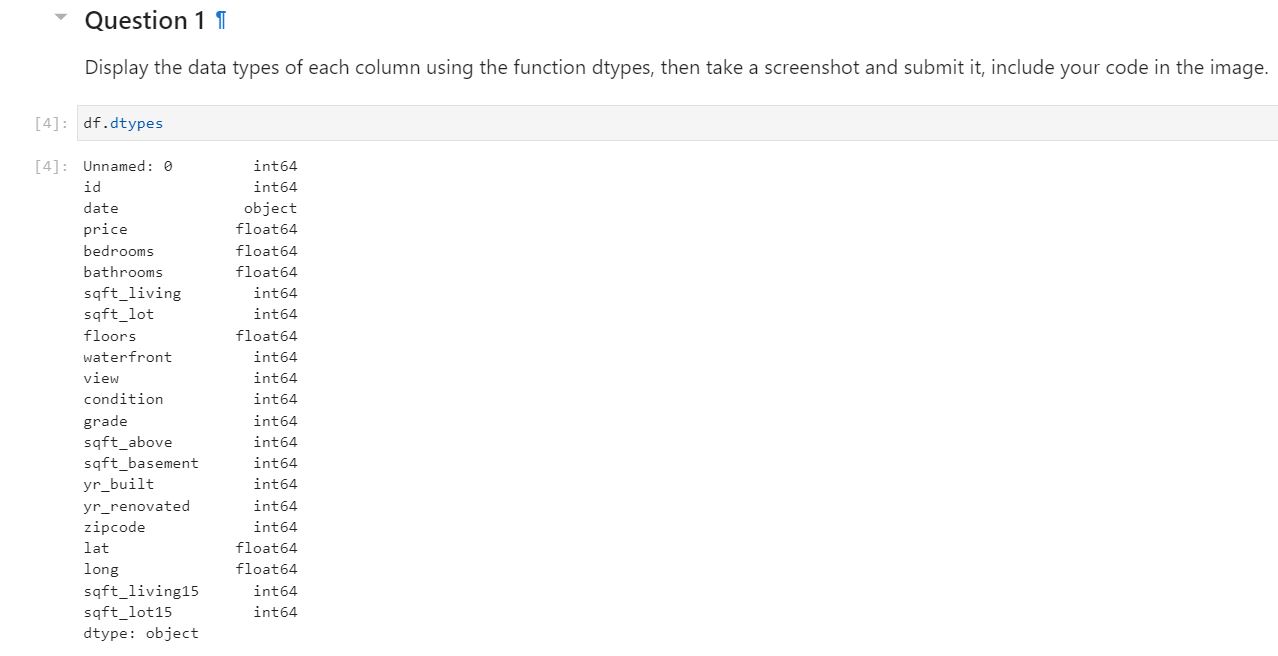 Question 1 ¶
Display the data types of each column using the function dtypes, then take a screenshot and submit it, include your code in the image.
[4]: df.dtypes
[4]: Unnamed: 0 int64
id int64
date object
price float64
bedrooms float64
bathrooms float64
sqft_living int64
sqft_lot int64
floors float64
waterfront int64
view int64
condition int64
grade int64
sqft_above int64
sqft_basement int64
yr_built int64
yr_renovated int64
zipcode int64
lat float64
long float64
sqft_living15 int64
sqft_lot15 int64
dtype: object